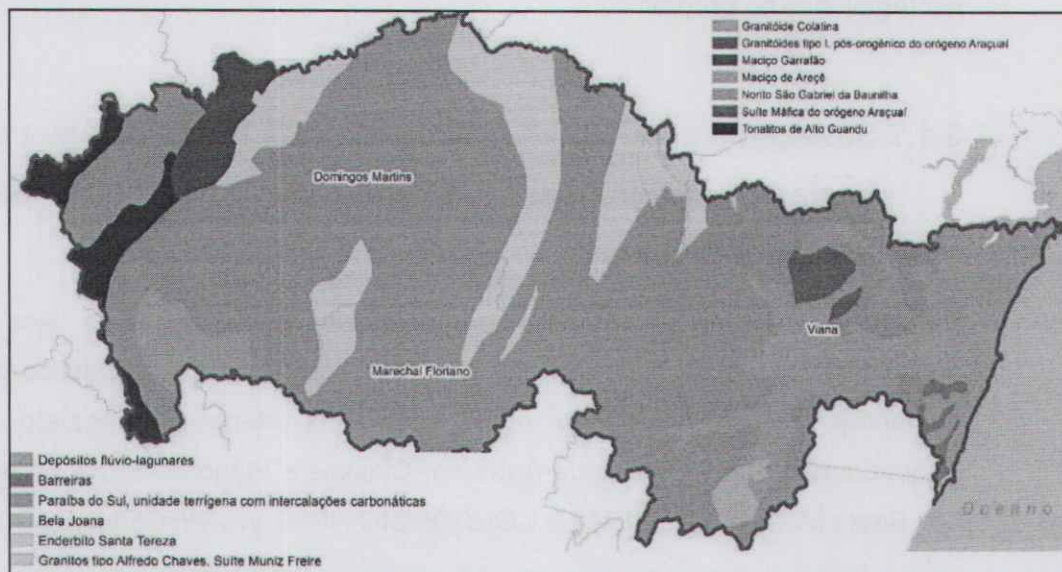 Granitóide Colatina
Granitóides tipo I, pós-orogênico do orógeno Araçuaí
Maciço Garrafão
Maciço de Areçê
Norito São Gabriel da Baunilha
Suíte Máfica do orógeno Araçuaí
Tonalitos de Alto Guandu
Domingos Martins
Viana
Marechal Floriano
Depósitos flúvio-lagunares
Barreiras
Paraíba do Sul, unidade terrígena com intercalações carbonáticas
Bela Joana
Enderbito Santa Tereza
Granitos tipo Alfredo Chaves, Suíte Muniz Freire
Oceano